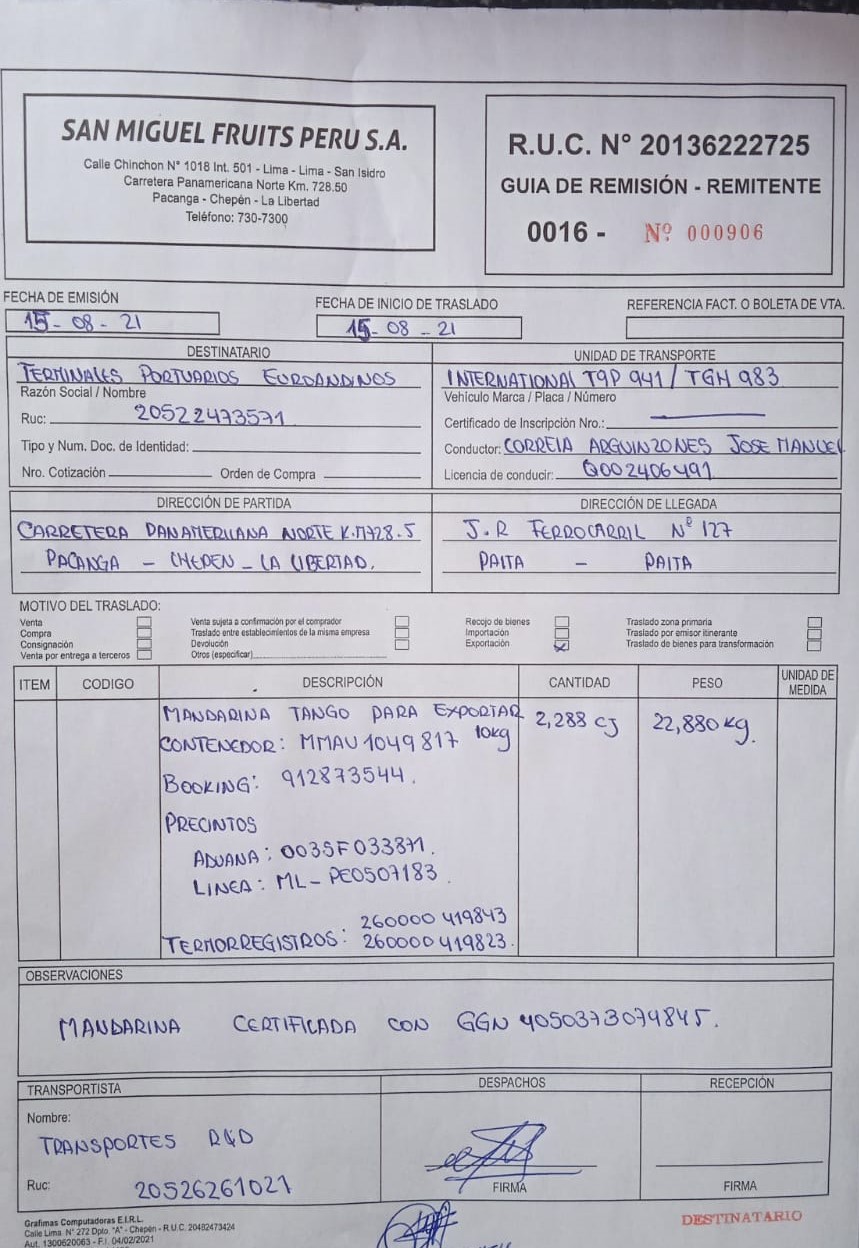 SAN MIGUEL FRUITS PERU S.A.
Calle Chinchon N° 1018 Int. 501 - Lima - Lima - San Isidro
Carretera Panamericana Norte Km. 728.50
Pacanga - Chepén - La Libertad
Teléfono: 730-7300
R.U.C. N° 20136222725
GUIA DE REMISIÓN - REMITENTE
0016 - Nº 000906
FECHA DE EMISIÓN
15 - 08 - 21
FECHA DE INICIO DE TRASLADO
15 - 08 - 21
REFERENCIA FACT. O BOLETA DE VTA.
DESTINATARIO
TERMINALES PORTUARIOS EUROANDINOS
Razón Social / Nombre
Ruc: 20522473571
Tipo y Num. Doc. de Identidad:
Nro. Cotización Orden de Compra
UNIDAD DE TRANSPORTE
INTERNATIONAL T9P 941 / TGH 983
Vehículo Marca / Placa / Número
Certificado de Inscripción Nro.:
Conductor: CORREIA ARGUINZONES JOSE MANUEL
Licencia de conducir: Q002406491
DIRECCIÓN DE PARTIDA
CARRETERA PANAMERICANA NORTE K.M728.5
PACANGA - CHEPEN - LA LIBERTAD.
DIRECCIÓN DE LLEGADA
J.R FERROCARRIL Nº 127
PAITA - PAITA
MOTIVO DEL TRASLADO:
Venta
Compra
Consignación
Venta por entrega a terceros
Venta sujeta a confirmación por el comprador
Traslado entre establecimientos de la misma empresa
Devolución
Otros (especificar)
Recojo de bienes
Importación
Exportación
Traslado zona primaria
Traslado por emisor itinerante
Traslado de bienes para transformación
ITEM CODIGO DESCRIPCIÓN CANTIDAD PESO UNIDAD DE MEDIDA
MANDARINA TANGO PARA EXPORTAR 2,288 CJ 22,880 kg.
CONTENEDOR: MMAU 1049817 10kg
BOOKING: 912873544.
PRECINTOS
ADUANA: 0035F033871.
LINEA: ML-PE0507183.
260000 419843
TERMORREGISTROS: 260000 419823.
OBSERVACIONES
MANDARINA CERTIFICADA CON GGN 4050373079845.
TRANSPORTISTA
Nombre:
TRANSPORTES R&D
Ruc: 20526261021
DESPACHOS
FIRMA
RECEPCIÓN
FIRMA
Grafimas Computadoras E.I.R.L.
Calle Lima N° 272 Dpto. "A" - Chepén - R.U.C. 20482473424
Aut. 1300620063 - F.I. 04/02/2021
DESTINATARIO